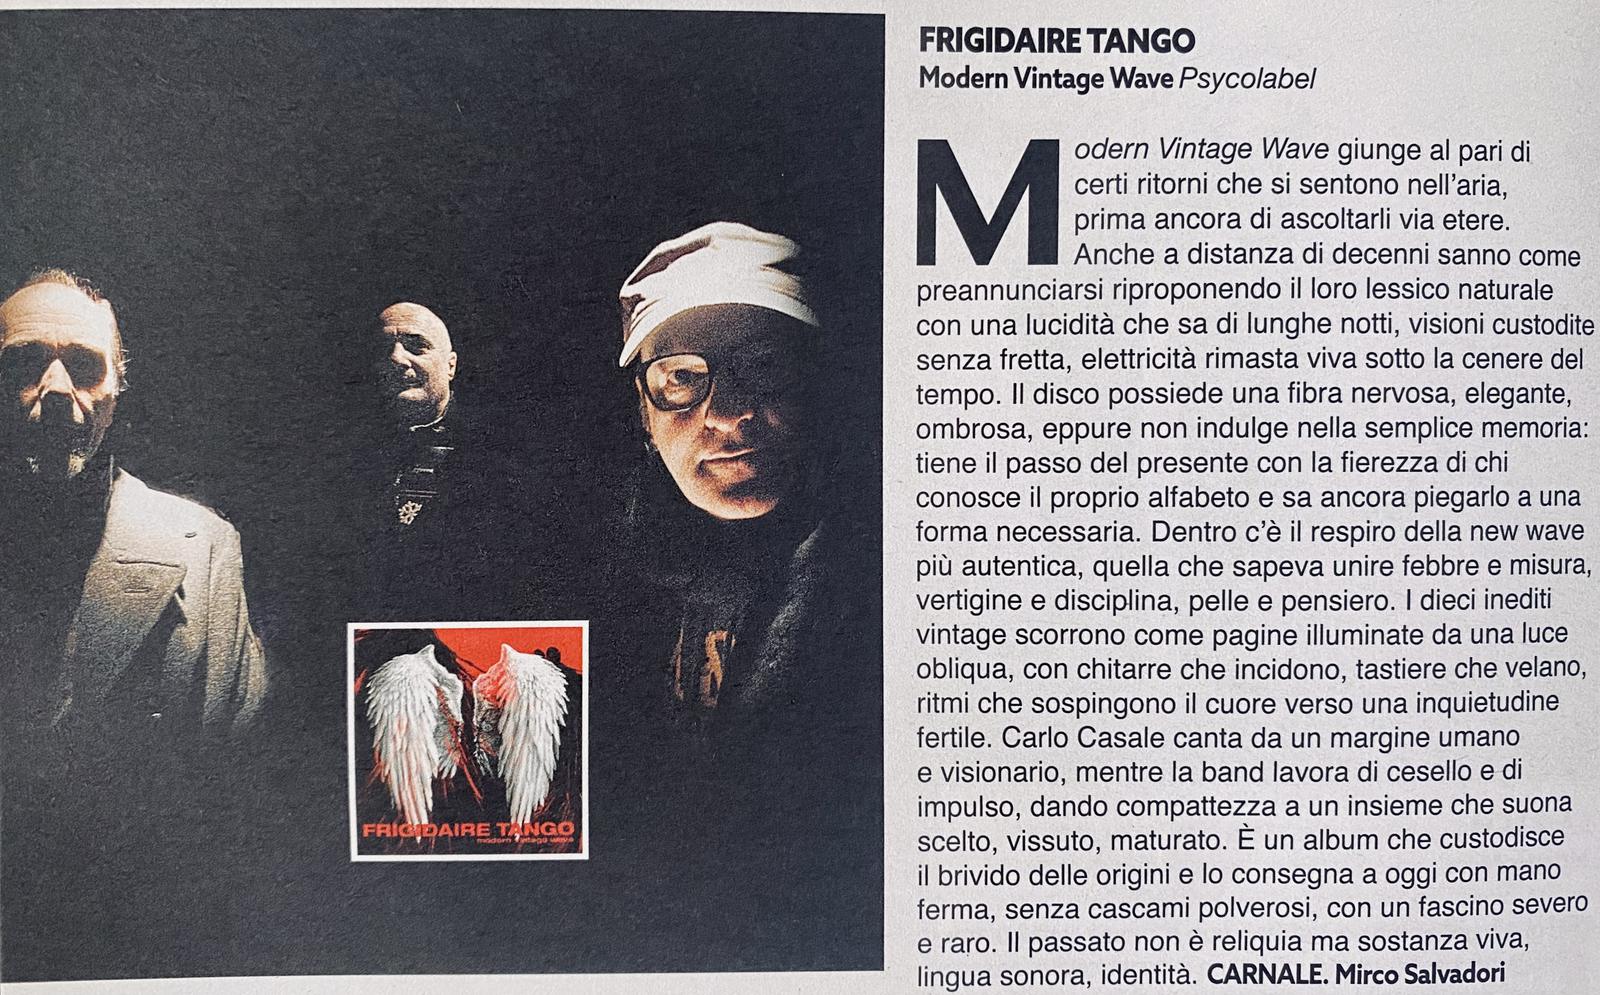 FRIGIDAIRE TANGO
Modern Vintage Wave Psycolabel
Modern Vintage Wave giunge al pari di
certi ritorni che si sentono nell'aria,
prima ancora di ascoltarli via etere.
Anche a distanza di decenni sanno come
preannunciarsi riproponendo il loro lessico naturale
con una lucidità che sa di lunghe notti, visioni custodite
senza fretta, elettricità rimasta viva sotto la cenere del
tempo. Il disco possiede una fibra nervosa, elegante,
ombrosa, eppure non indulge nella semplice memoria:
tiene il passo del presente con la fierezza di chi
conosce il proprio alfabeto e sa ancora piegarlo a una
forma necessaria. Dentro c'è il respiro della new wave
più autentica, quella che sapeva unire febbre e misura,
vertigine e disciplina, pelle e pensiero. I dieci inediti
vintage scorrono come pagine illuminate da una luce
obliqua, con chitarre che incidono, tastiere che velano,
ritmi che sospingono il cuore verso una inquietudine
fertile. Carlo Casale canta da un margine umano
e visionario, mentre la band lavora di cesello e di
impulso, dando compattezza a un insieme che suona
scelto, vissuto, maturato. È un album che custodisce
il brivido delle origini e lo consegna a oggi con mano
ferma, senza cascami polverosi, con un fascino severo
e raro. Il passato non è reliquia ma sostanza viva,
lingua sonora, identità. CARNALE. Mirco Salvadori
FRIGIDAIRE TANGO
modern vintage wave